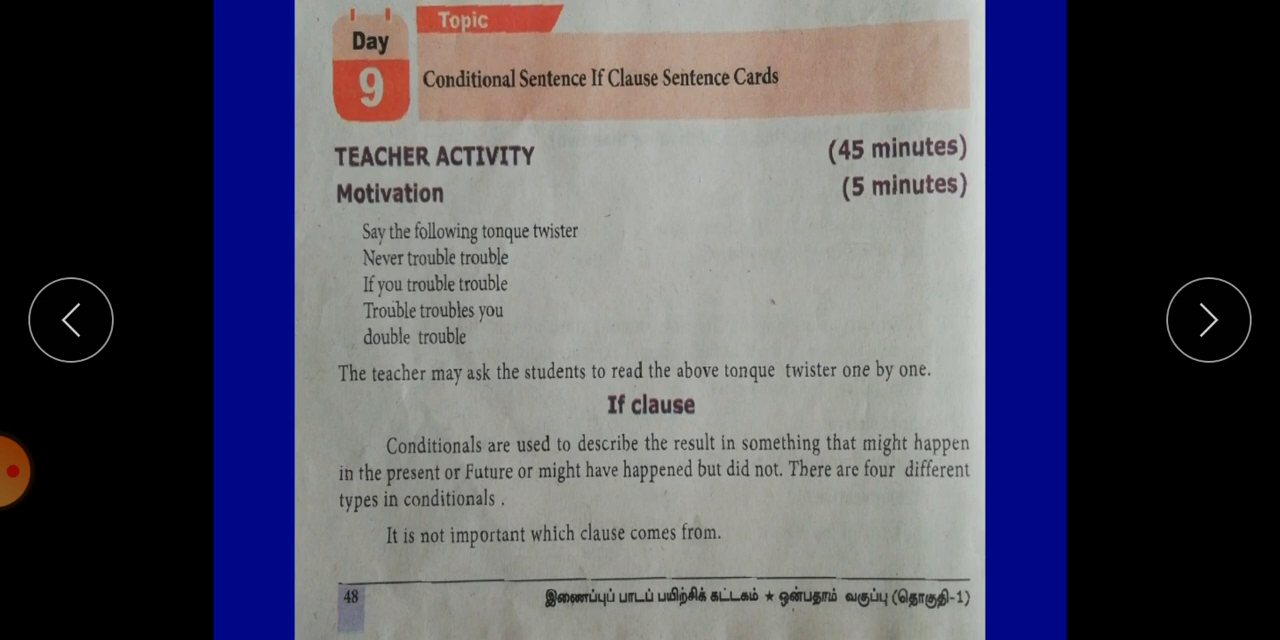 Topic
Day
9
Conditional Sentence If Clause Sentence Cards
TEACHER ACTIVITY (45 minutes)
Motivation (5 minutes)
Say the following tonque twister
Never trouble trouble
If you trouble trouble
Trouble troubles you
double trouble
The teacher may ask the students to read the above tonque twister one by one.
If clause
Conditionals are used to describe the result in something that might happen
in the present or Future or might have happened but did not. There are four different
types in conditionals .
It is not important which clause comes from.
48 இணைப்புப் பாடப் பயிற்சிக் கட்டகம் ★ ஒன்பதாம் வகுப்பு (தொகுதி-1)